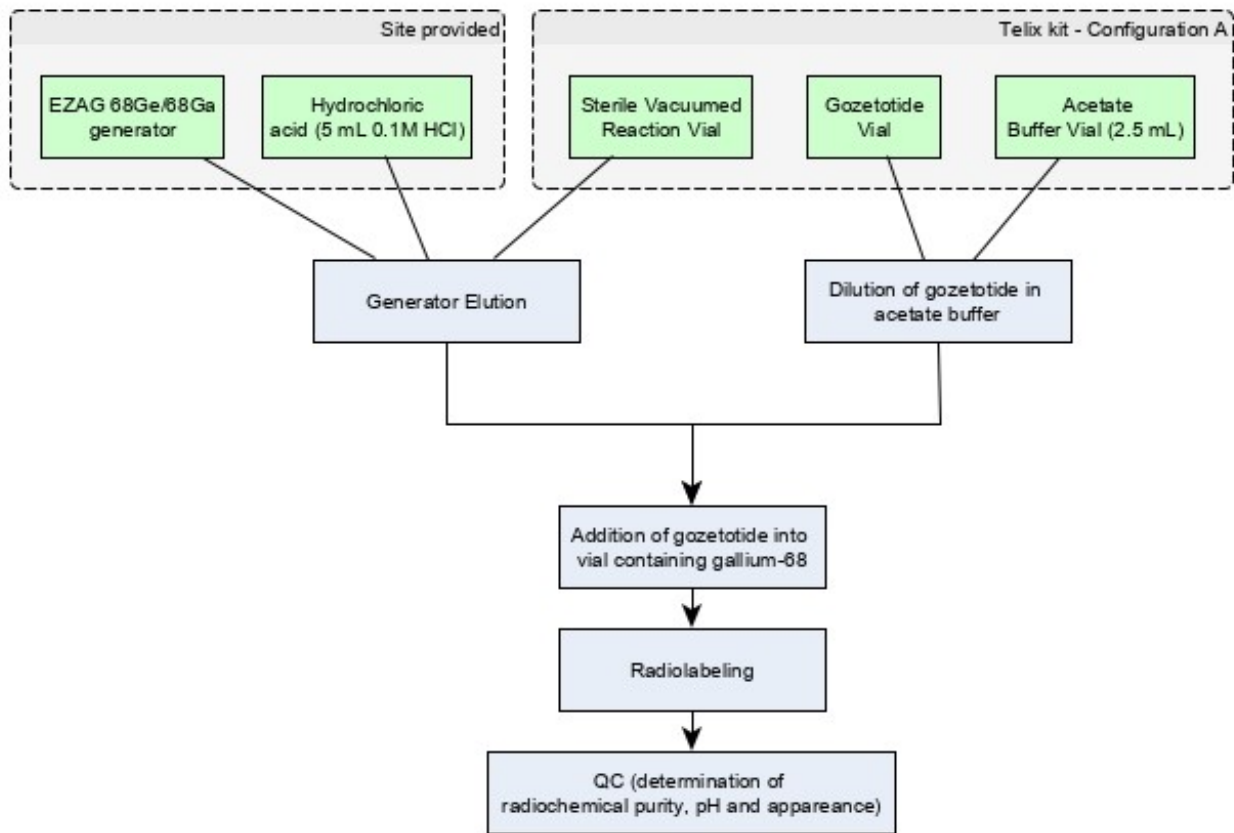 Site provided
Telix kit - Configuration A
EZAG 68Ge/68Ga
generator
Hydrochloric
acid (5 mL 0.1M HCl)
Sterile Vacuumed
Reaction Vial
Gozetotide
Vial
Acetate
Buffer Vial (2.5 mL)
Generator Elution
Dilution of gozetotide in
acetate buffer
Addition of gozetotide into
vial containing gallium-68
Radiolabeling
QC (determination of
radiochemical purity, pH and appareance)